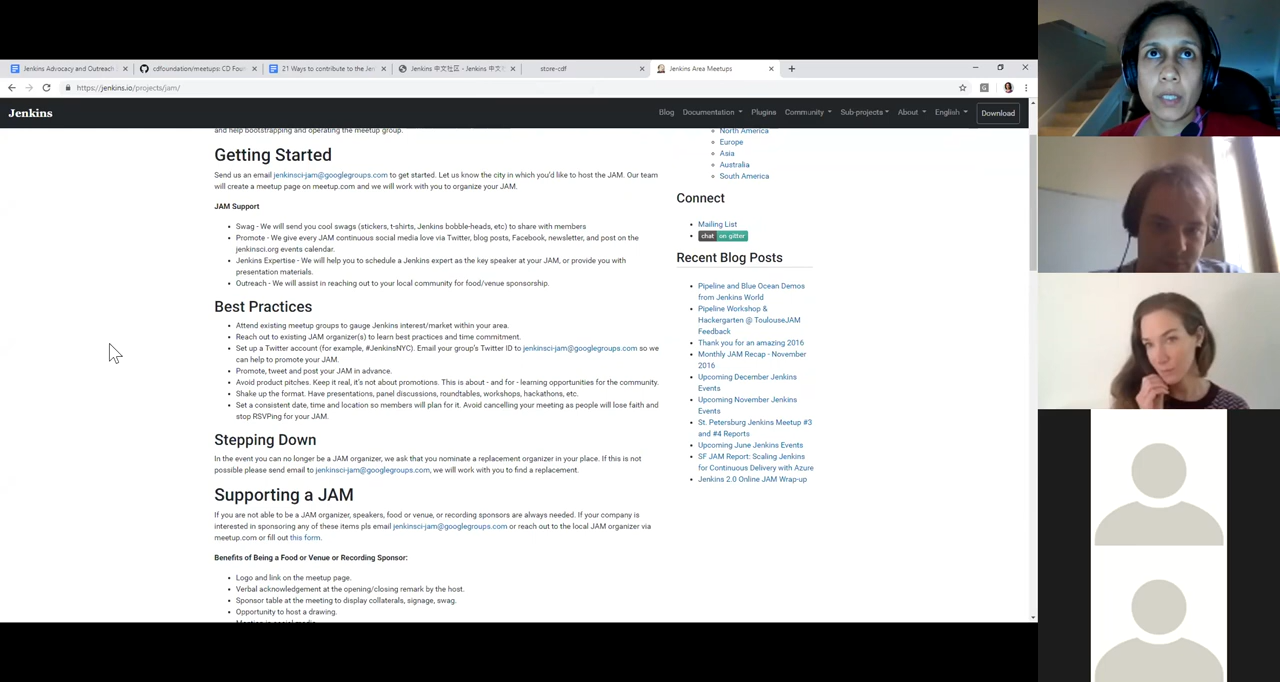 Jenkins Advocacy and Outreach
cdfoundation/meetups: CD Foun
21 Ways to contribute to the Jen
Jenkins 中文社区 - Jenkins 中文社
store-cdf
Jenkins Area Meetups
https://jenkins.io/projects/jam/
Jenkins
Blog Documentation Plugins Community Sub-projects About English Download
and help bootstrapping and operating the meetup group.
Getting Started
Send us an email jenkinsci-jam@googlegroups.com to get started. Let us know the city in which you'd like to host the JAM. Our team
will create a meetup page on meetup.com and we will work with you to organize your JAM.
JAM Support
Swag - We will send you cool swags (stickers, t-shirts, Jenkins bobble-heads, etc) to share with members
Promote - We give every JAM continuous social media love via Twitter, blog posts, Facebook, newsletter, and post on the
jenkinsci.org events calendar.
Jenkins Expertise - We will help you to schedule a Jenkins expert as the key speaker at your JAM, or provide you with
presentation materials.
Outreach - We will assist in reaching out to your local community for food/venue sponsorship.
Best Practices
Attend existing meetup groups to gauge Jenkins interest/market within your area.
Reach out to existing JAM organizer(s) to learn best practices and time commitment.
Set up a Twitter account (for example, #JenkinsNYC). Email your group's Twitter ID to jenkinsci-jam@googlegroups.com so we
can help to promote your JAM.
Promote, tweet and post your JAM in advance.
Avoid product pitches. Keep it real, it's not about promotions. This is about - and for - learning opportunities for the community.
Shake up the format. Have presentations, panel discussions, roundtables, workshops, hackathons, etc.
Set a consistent date, time and location so members will plan for it. Avoid cancelling your meeting as people will lose faith and
stop RSVPing for your JAM.
Stepping Down
In the event you can no longer be a JAM organizer, we ask that you nominate a replacement organizer in your place. If this is not
possible please send email to jenkinsci-jam@googlegroups.com, we will work with you to find a replacement.
Supporting a JAM
If you are not able to be a JAM organizer, speakers, food or venue, or recording sponsors are always needed. If your company is
interested in sponsoring any of these items pls email jenkinsci-jam@googlegroups.com or reach out to the local JAM organizer via
meetup.com or fill out this form.
Benefits of Being a Food or Venue or Recording Sponsor:
Logo and link on the meetup page.
Verbal acknowledgement at the opening/closing remark by the host.
Sponsor table at the meeting to display collaterals, signage, swag.
Opportunity to host a drawing.
North America
Europe
Asia
Australia
South America
Connect
Mailing List
chat on gitter
Recent Blog Posts
Pipeline and Blue Ocean Demos
from Jenkins World
Pipeline Workshop &
Hackergarten @ ToulouseJAM
Feedback
Thank you for an amazing 2016
Monthly JAM Recap - November
2016
Upcoming December Jenkins
Events
Upcoming November Jenkins
Events
St. Petersburg Jenkins Meetup #3
and #4 Reports
Upcoming June Jenkins Events
SF JAM Report: Scaling Jenkins
for Continuous Delivery with Azure
Jenkins 2.0 Online JAM Wrap-up